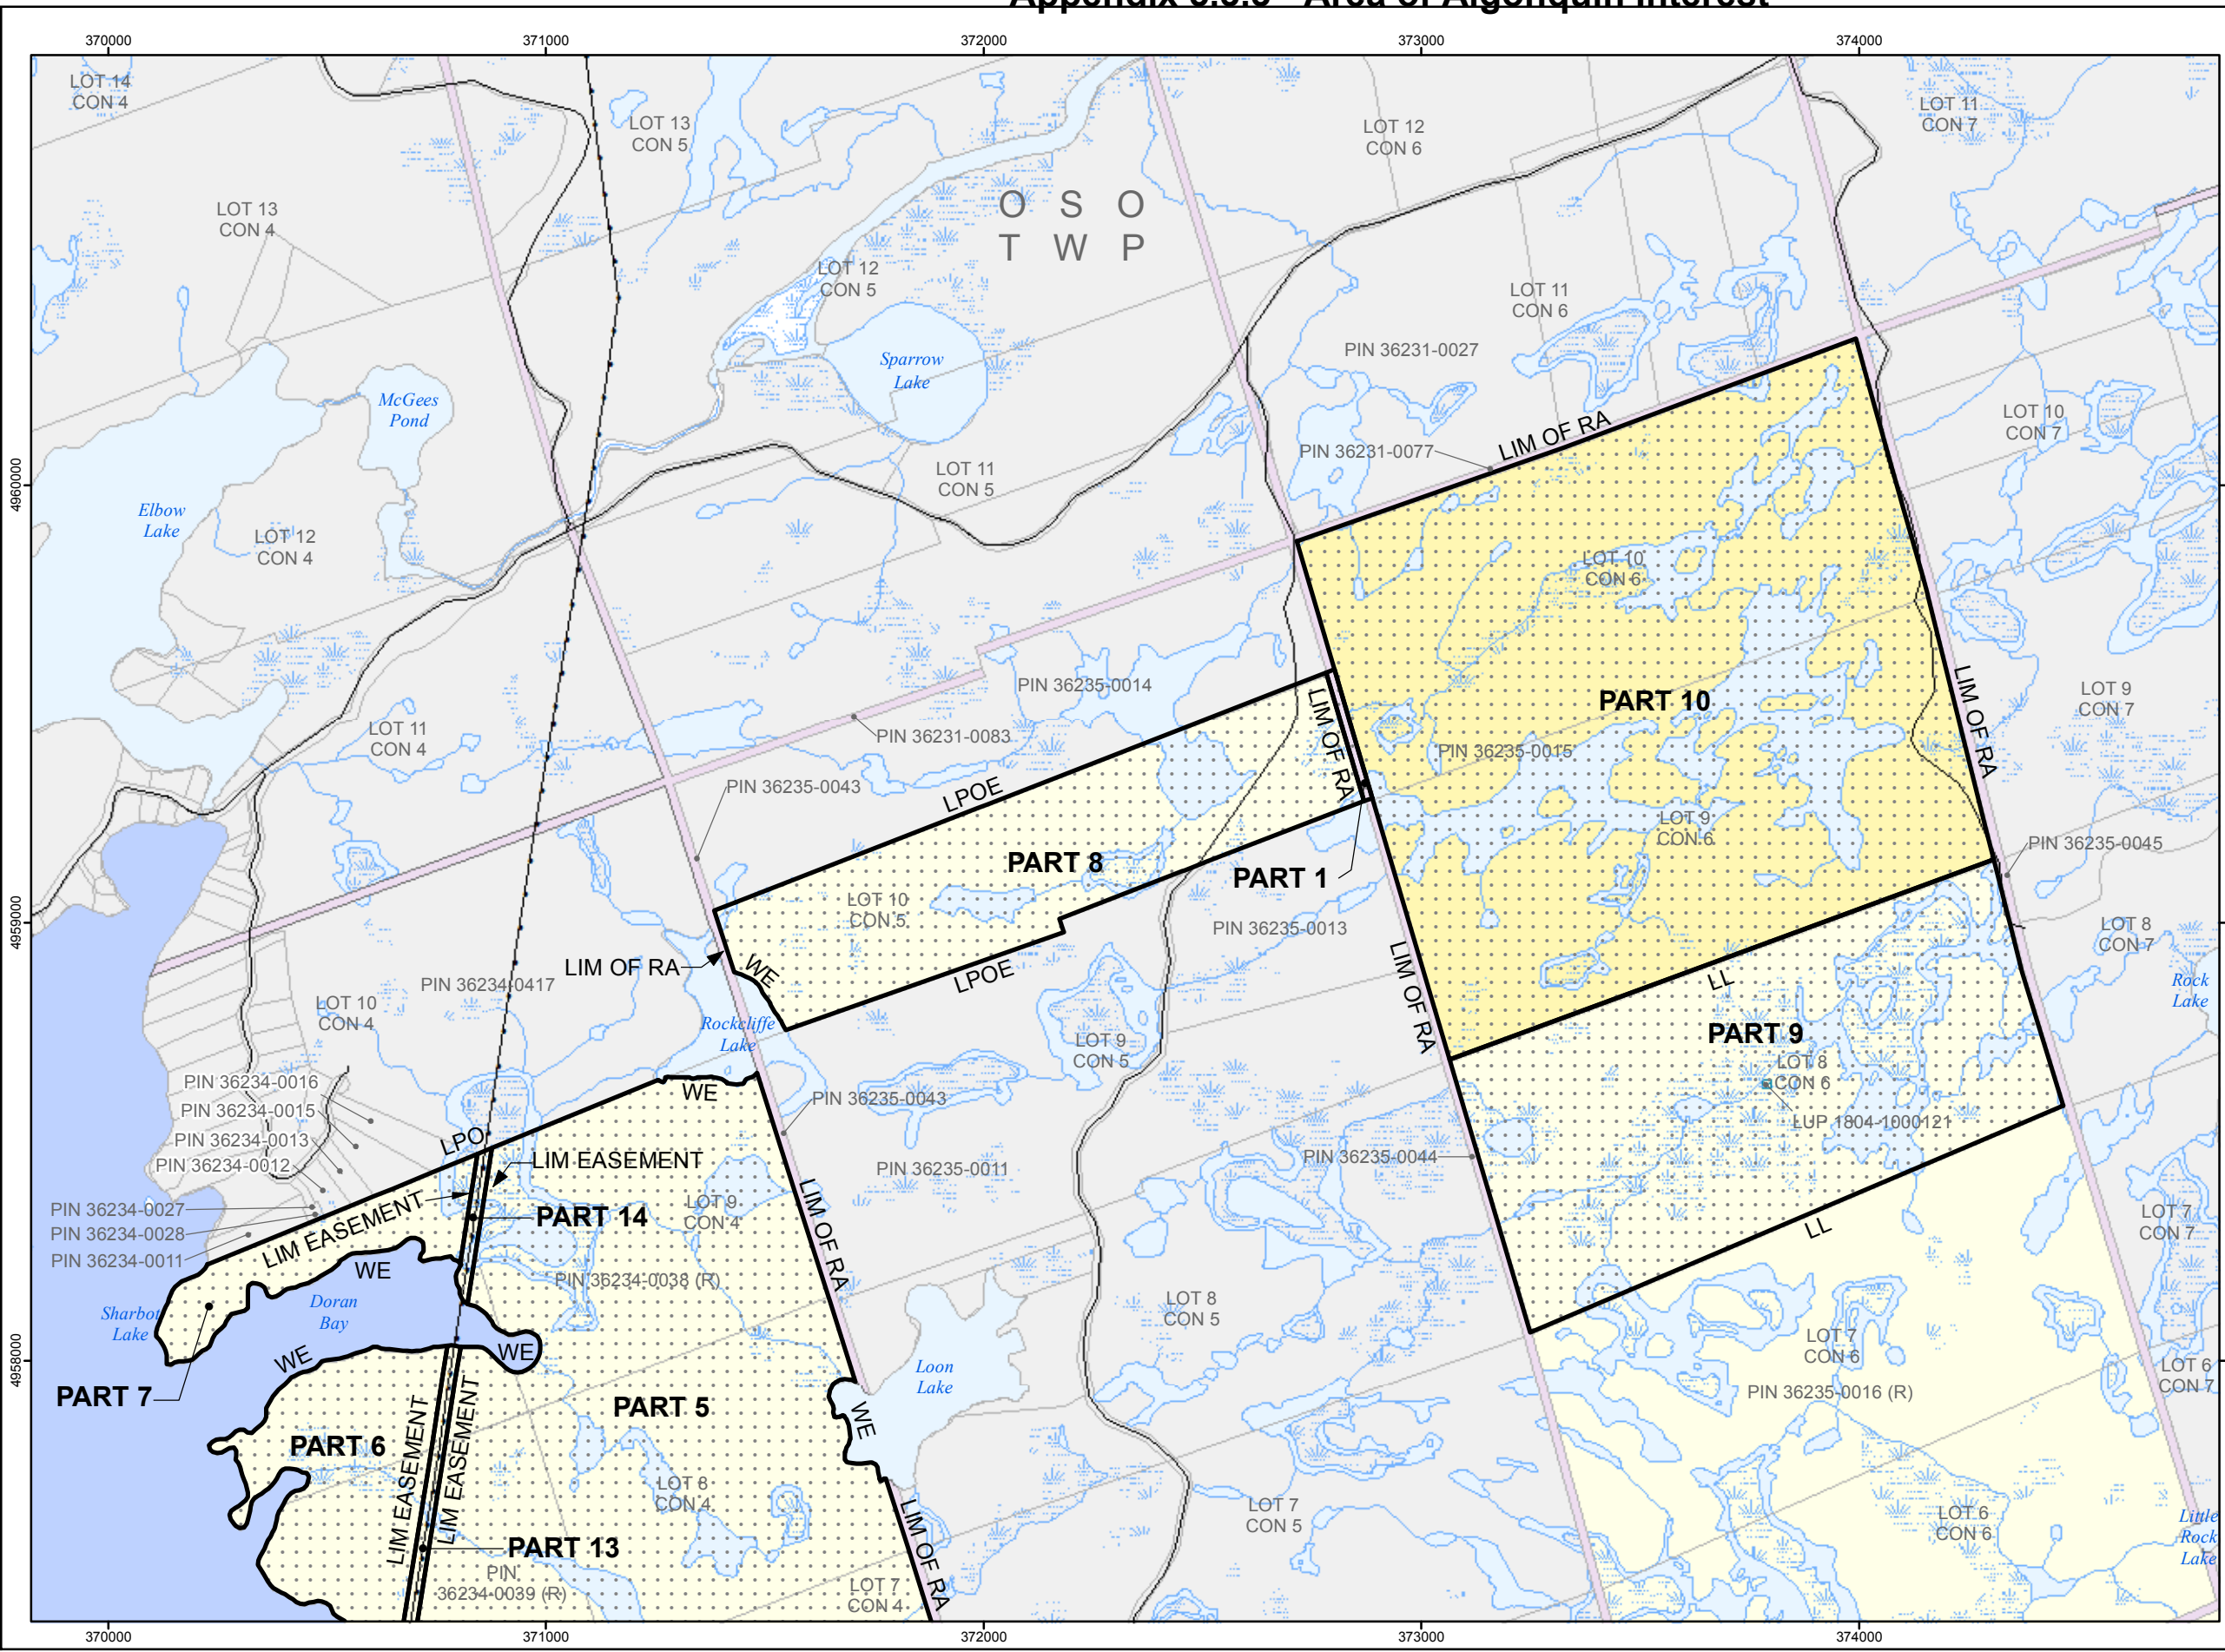 Appendix 3.3.3 - Area of Algonquin Interest
370000
371000
372000
373000
374000
LOT 14
CON 4
LOT 13
CON 5
LOT 12
CON 6
LOT 11
CON 7
LOT 13
CON 4
O S O
T W P
LOT 12
CON 5
LOT 11
CON 6
Sparrow
Lake
PIN 36231-0027
McGees
Pond
LOT 10
CON 7
LIM OF RA
PIN 36231-0077
LOT 11
CON 5
4960000
Elbow
Lake
LOT 12
CON 4
LOT 10
CON 6
PIN 36235-0014
PART 10
LIM OF RA
LOT 9
CON 7
LOT 11
CON 4
PIN 36231-0083
LIM OF RA
PIN 36235-0015
PIN 36235-0043
LPOE
LOT 9
CON 6
PIN 36235-0045
PART 8
PART 1
LOT 10
CON 5
4959000
PIN 36235-0013
LOT 8
CON 7
LIM OF RA
WE
LPOE
LIM OF RA
LL
PIN 36234-0417
Rock
Lake
LOT 10
CON 4
Rockcliffe
Lake
PART 9
LOT 9
CON 5
LOT 8
CON 6
PIN 36234-0016
WE
PIN 36235-0043
PIN 36234-0015
LUP 1804-1000121
PIN 36234-0013
LPO
PIN 36234-0012
LIM EASEMENT
PIN 36235-0011
PIN 36235-0044
PIN 36234-0027
LIM EASEMENT
PART 14
LOT 9
CON 4
LIM OF RA
LL
LOT 7
CON 7
PIN 36234-0028
PIN 36234-0011
WE
PIN 36234-0038 (R)
Sharbot
Lake
Doran
Bay
LOT 8
CON 5
LOT 7
CON 6
4958000
WE
WE
Loon
Lake
LOT 6
CON 7
PART 7
PART 5
WE
PIN 36235-0016 (R)
PART 6
LIM EASEMENT
LIM EASEMENT
LOT 8
CON 4
LOT 7
CON 5
LOT 6
CON 6
Little
Rock
Lake
PART 13
LIM OF RA
PIN
36234-0039 (R)
LOT 7
CON 4
370000
371000
372000
373000
374000